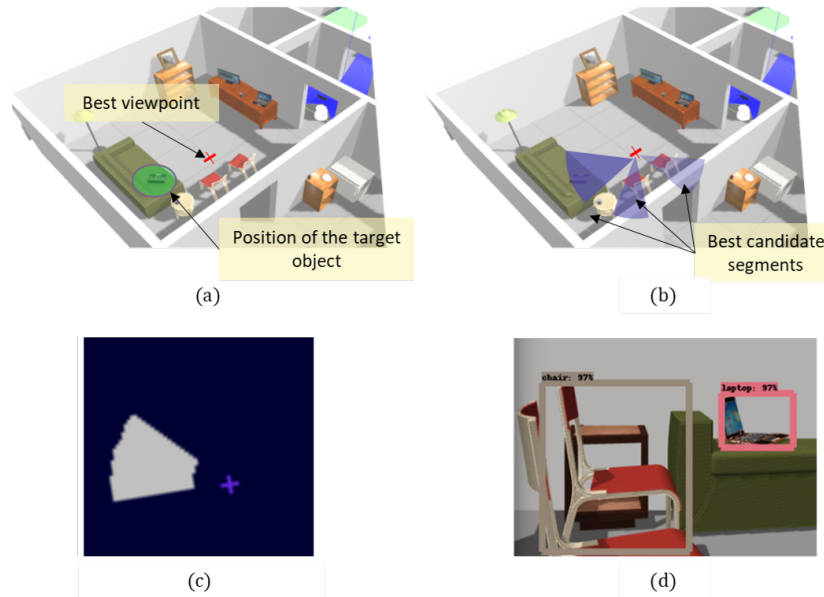 Best viewpoint
Position of the target
object
(a)
Best candidate
segments
(b)
(c)
chair: 97%
laptop: 97%
(d)